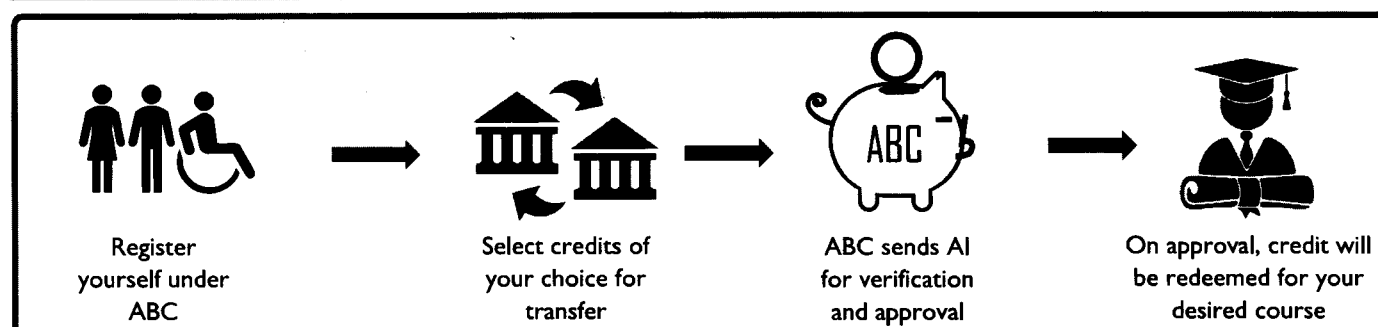 Register
yourself under
ABC
Select credits of
your choice for
transfer
ABC
ABC sends AI
for verification
and approval
On approval, credit will
be redeemed for your
desired course